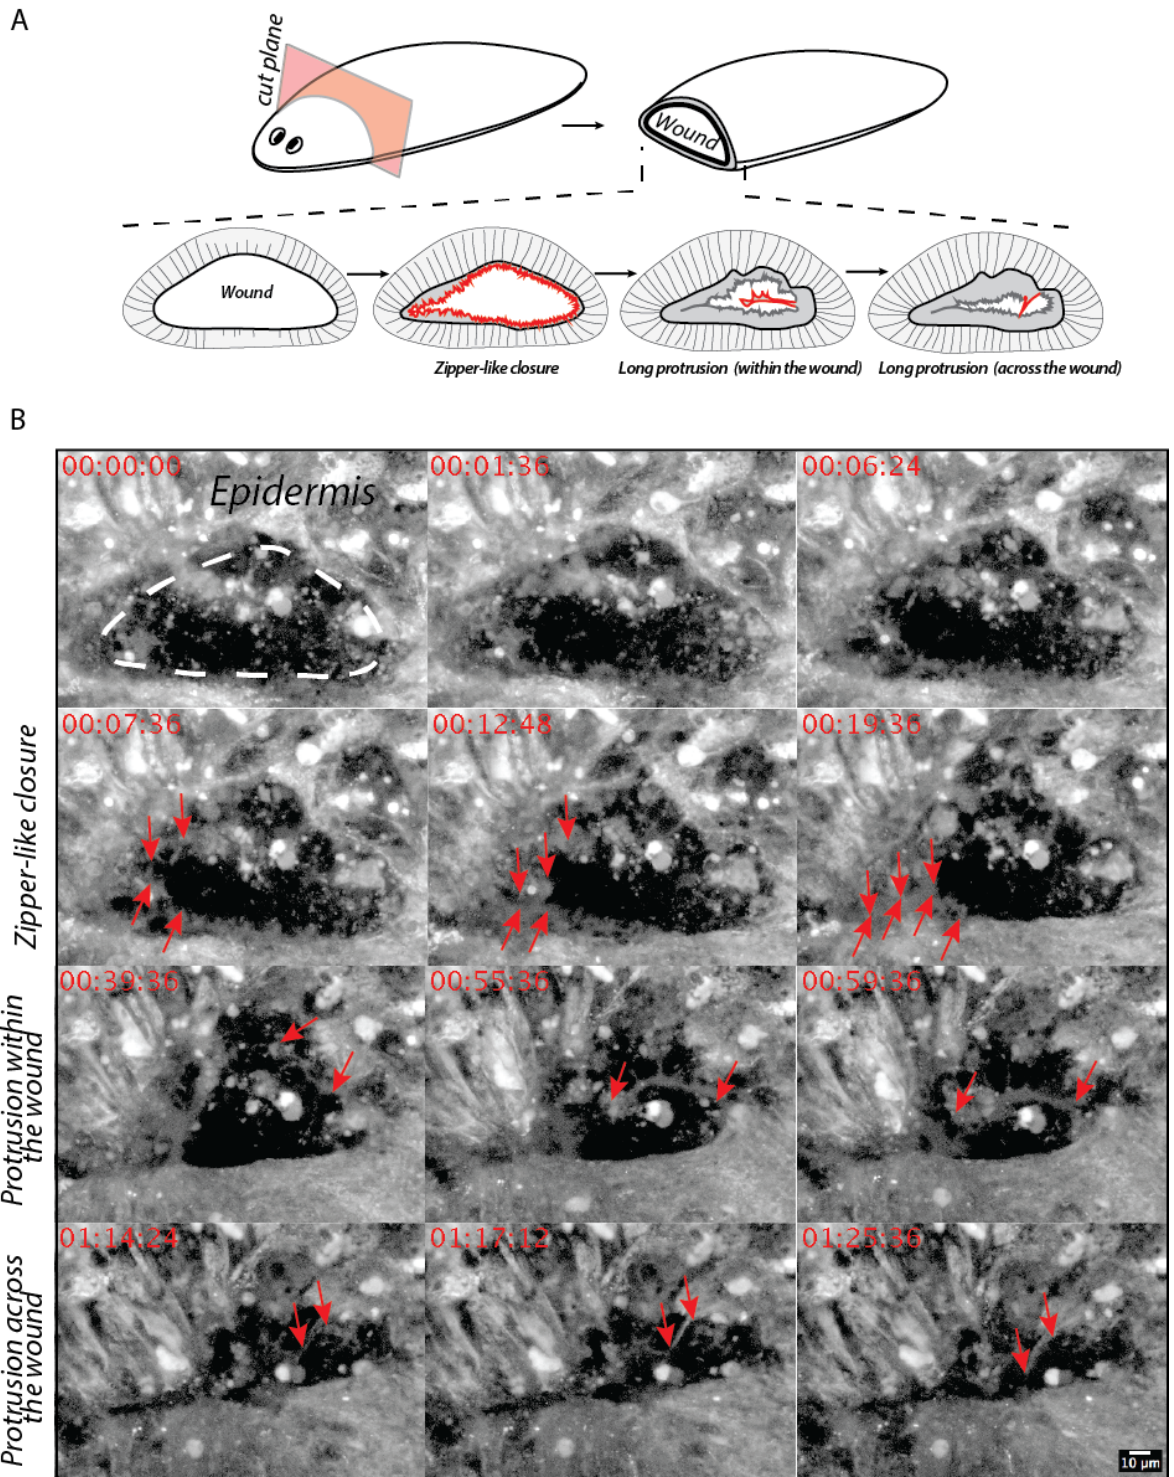 A
cut plane
Wound
Wound
Zipper-like closure
Long protrusion (within the wound)
Long protrusion (across the wound)
B
00:00:00
Epidermis
00:01:36
00:06:24
Zipper-like closure
00:07:36
00:12:48
00:19:36
Protrusion within
the wound
00:39:36
00:55:36
00:59:36
Protrusion across
the wound
01:14:24
01:17:12
01:25:36
10 µm